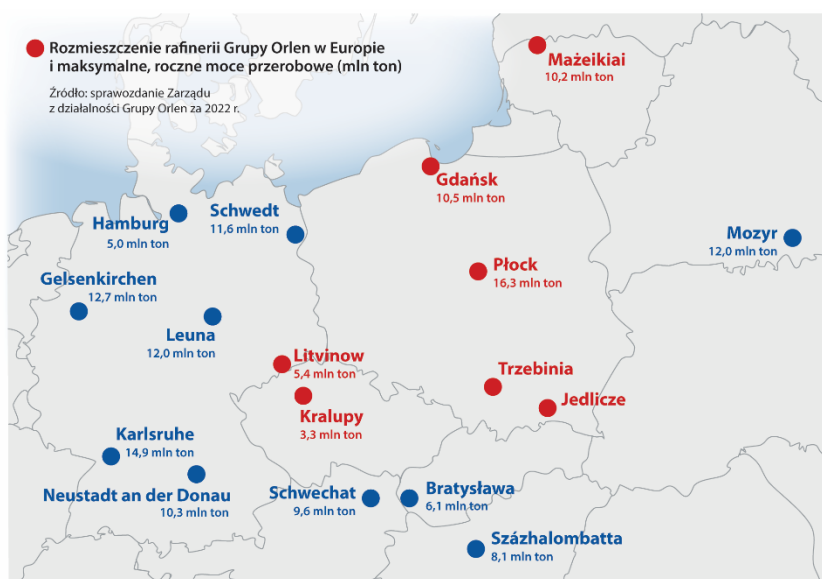 Rozmieszczenie rafinerii Grupy Orlen w Europie
i maksymalne, roczne moce przerobowe (mln ton)
Źródło: sprawozdanie Zarządu
z działalności Grupy Orlen za 2022 r.
Możeikiai
10,2 mln ton
Gdańsk
10,5 mln ton
Hamburg
5,0 mln ton
Schwedt
11,6 mln ton
Mozyr
12,0 mln ton
Płock
16,3 mln ton
Gelsenkirchen
12,7 mln ton
Leuna
12,0 mln ton
Litvinow
5,4 mln ton
Trzebinia
Jedlicze
Kralupy
3,3 mln ton
Karlsruhe
14,9 mln ton
Neustadt an der Donau
10,3 mln ton
Schwechat
9,6 mln ton
Bratysława
6,1 mln ton
Százhalombatta
8,1 mln ton